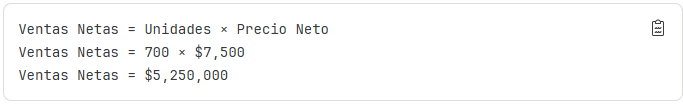 Ventas Netas = Unidades × Precio Neto
Ventas Netas = 700 × $7,500
Ventas Netas = $5,250,000